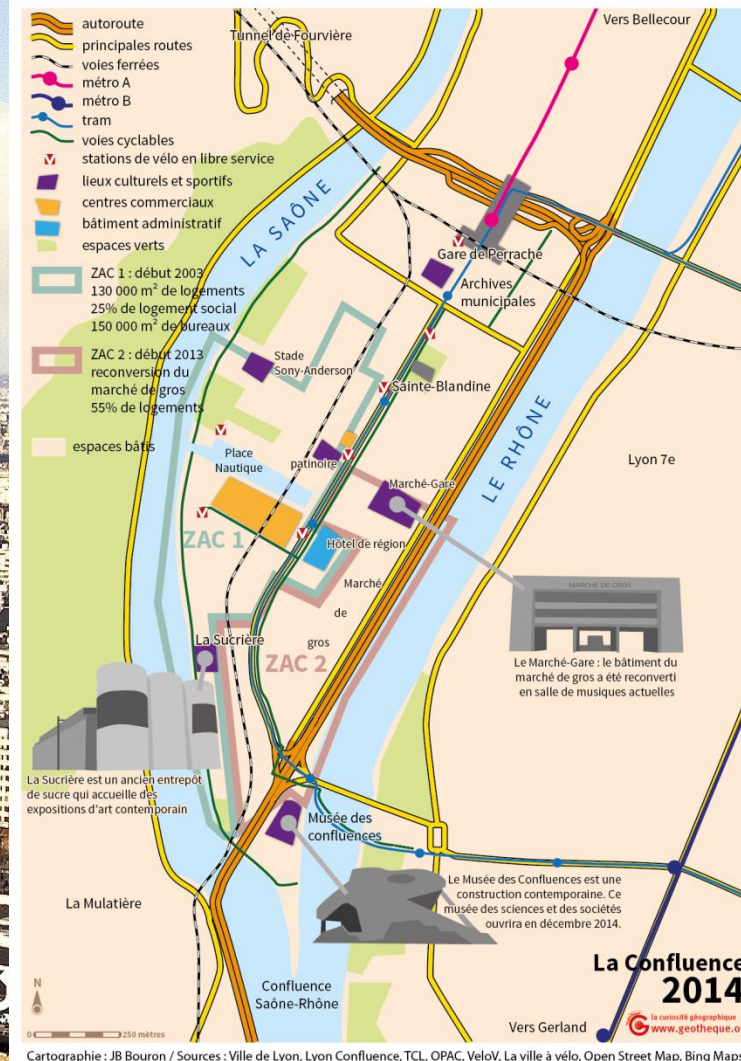 autoroute
principales routes
voies ferrées
métro A
métro B
tram
voies cyclables
stations de vélo en libre service
lieux culturels et sportifs
centres commerciaux
bâtiment administratif
espaces verts
ZAC 1 : début 2003
130 000 m² de logements
25% de logement social
150 000 m² de bureaux
ZAC 2 : début 2013
reconversion du
marché de gros
55% de logements
espaces bâtis
Tunnel de Fourvière
Vers Bellecour
LA SAÔNE
Gare de Perrache
Archives
municipales
Stade
Sony-Anderson
Sainte-Blandine
LE RHÔNE
Lyon 7e
Place
Nautique
patinoire
Marché-Gare
ZAC 1
Hôtel de région
Marché
de
gros
MARCHE DE GROS
La Sucrière
ZAC 2
Le Marché-Gare : le bâtiment du
marché de gros a été reconverti
en salle de musiques actuelles
La Sucrière est un ancien entrepôt
de sucre qui accueille des
expositions d'art contemporain
Musée des
confluences
La Mulatière
Le Musée des Confluences est une
construction contemporaine. Ce
musée des sciences et des sociétés
ouvrira en décembre 2014.
Confluence
Saône-Rhône
La Confluence
2014
la curiosité géographique
www.geotheque.o
Vers Gerland
N
0 250 mètres
Cartographie : JB Bouron / Sources : Ville de Lyon, Lyon Confluence, TCL, OPAC, VeloV, La ville à vélo, Open Street Map, Bing Maps,